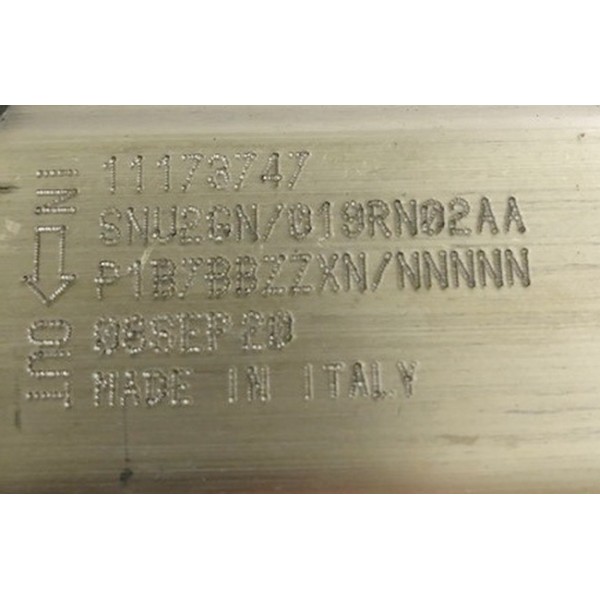 11173747
SNU2GN/019RN02AA
P1B7BBZZXN/NNNNN
08SEP20
MADE IN ITALY
IN
OUT